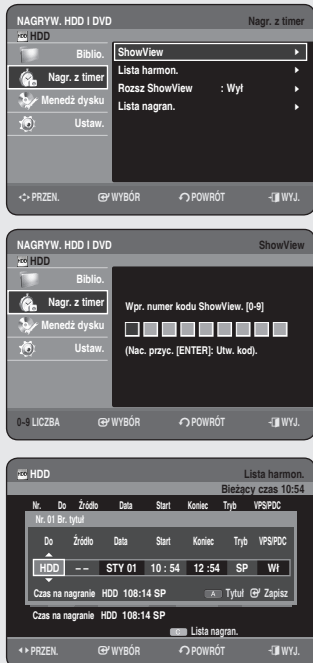 NAGRYW. HDD I DVD Nagr. z timer
HDD
Biblio. ShowView
Nagr. z timer Lista harmon.
Menedż dysku Rozsz ShowView : Wył
Ustaw. Lista nagran.
PRZEN. WYBÓR POWRÓT WYJ.
NAGRYW. HDD I DVD ShowView
HDD
Biblio.
Nagr. z timer
Menedż dysku
Ustaw.
Wpr. numer kodu ShowView. [0-9]
(Nac. przyc. [ENTER]: Utw. kod).
0~9 LICZBA WYBÓR POWRÓT WYJ.
HDD Lista harmon.
Bieżący czas 10:54
Nr. Do Źródło Data Start Koniec Tryb VPS/PDC
Nr. 01 Br. tytuł
Do Źródło Data Start Koniec Tryb VPS/PDC
HDD – – STY 01 10 : 54 12 :54 SP Wł
Czas na nagranie HDD 108:14 SP A Tytuł Zapisz
Czas na nagranie HDD 108:14 SP
Lista nagran.
PRZEN. WYBÓR POWRÓT WYJ.